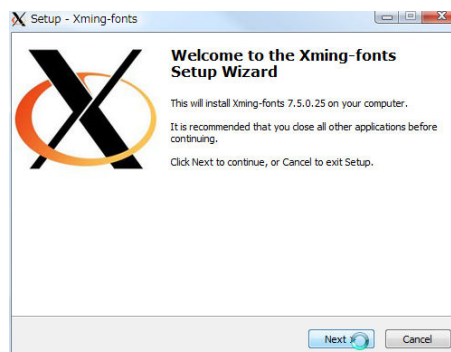 Setup - Xming-fonts
Welcome to the Xming-fonts
Setup Wizard
This will install Xming-fonts 7.5.0.25 on your computer.
It is recommended that you close all other applications before
continuing.
Click Next to continue, or Cancel to exit Setup.
Next >
Cancel